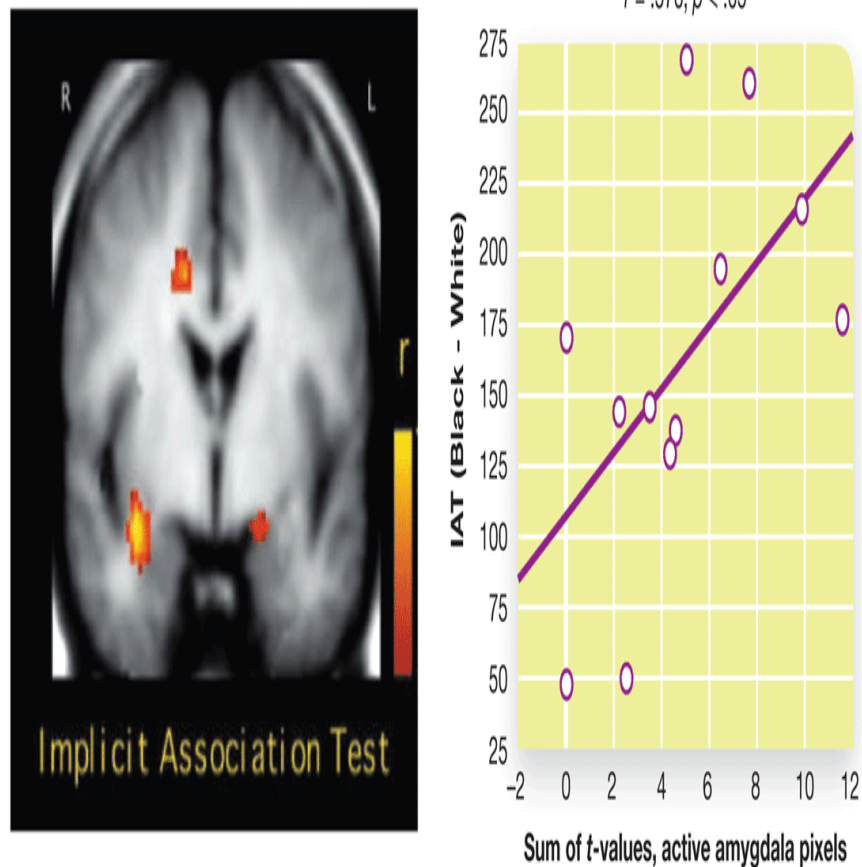 R
L
r
Implicit Association Test
IAT (Black – White)
275
250
225
200
175
150
125
100
75
50
25
–2 0 2 4 6 8 10 12
Sum of t-values, active amygdala pixels